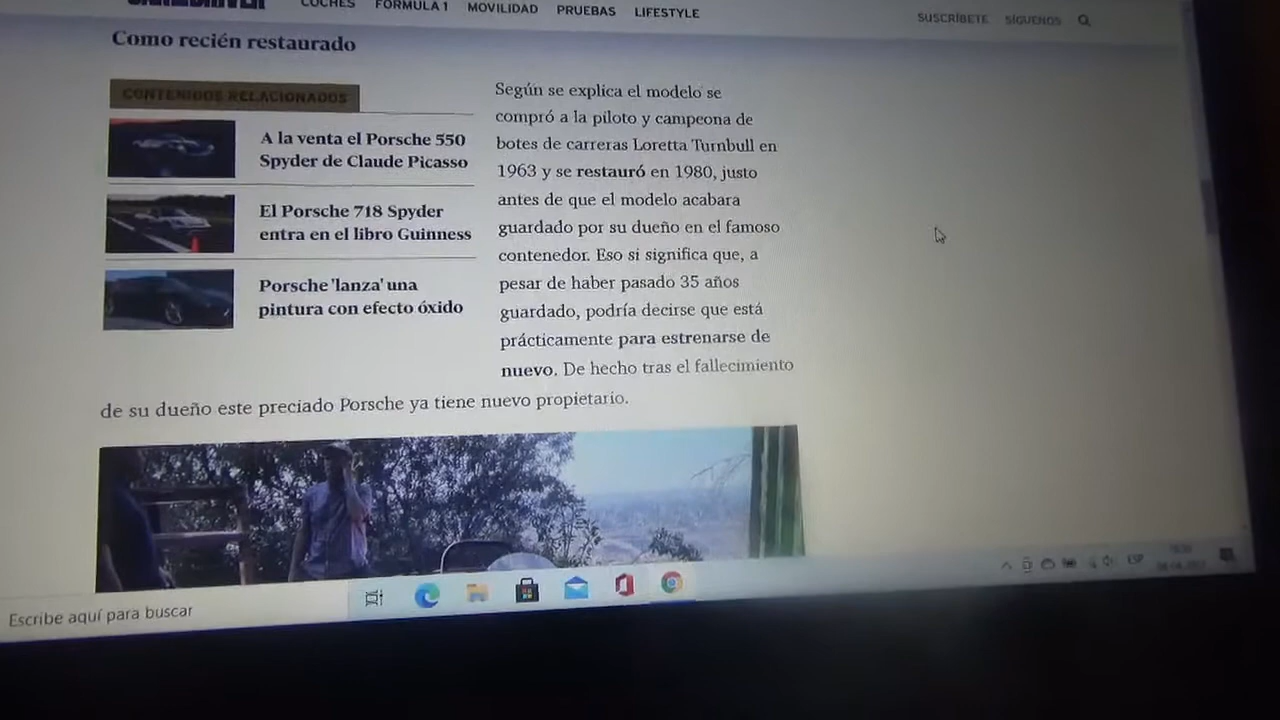 COCHES FÓRMULA 1 MOVILIDAD PRUEBAS LIFESTYLE
SUSCRÍBETE SÍGUENOS
Como recién restaurado
CONTENIDOS RELACIONADOS
A la venta el Porsche 550
Spyder de Claude Picasso
El Porsche 718 Spyder
entra en el libro Guinness
Porsche 'lanza' una
pintura con efecto óxido
Según se explica el modelo se
compró a la piloto y campeona de
botes de carreras Loretta Turnbull en
1963 y se restauró en 1980, justo
antes de que el modelo acabara
guardado por su dueño en el famoso
contenedor. Eso si significa que, a
pesar de haber pasado 35 años
guardado, podría decirse que está
prácticamente para estrenarse de
nuevo. De hecho tras el fallecimiento
de su dueño este preciado Porsche ya tiene nuevo propietario.
Escribe aquí para buscar
ESP